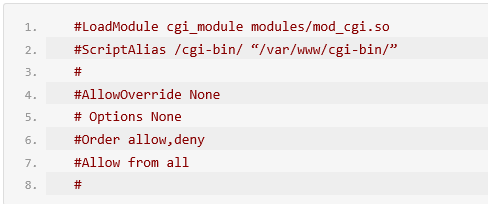 1. #LoadModule cgi_module modules/mod_cgi.so
2. #ScriptAlias /cgi-bin/ “/var/www/cgi-bin/”
3. #
4. #AllowOverride None
5. # Options None
6. #Order allow,deny
7. #Allow from all
8. #